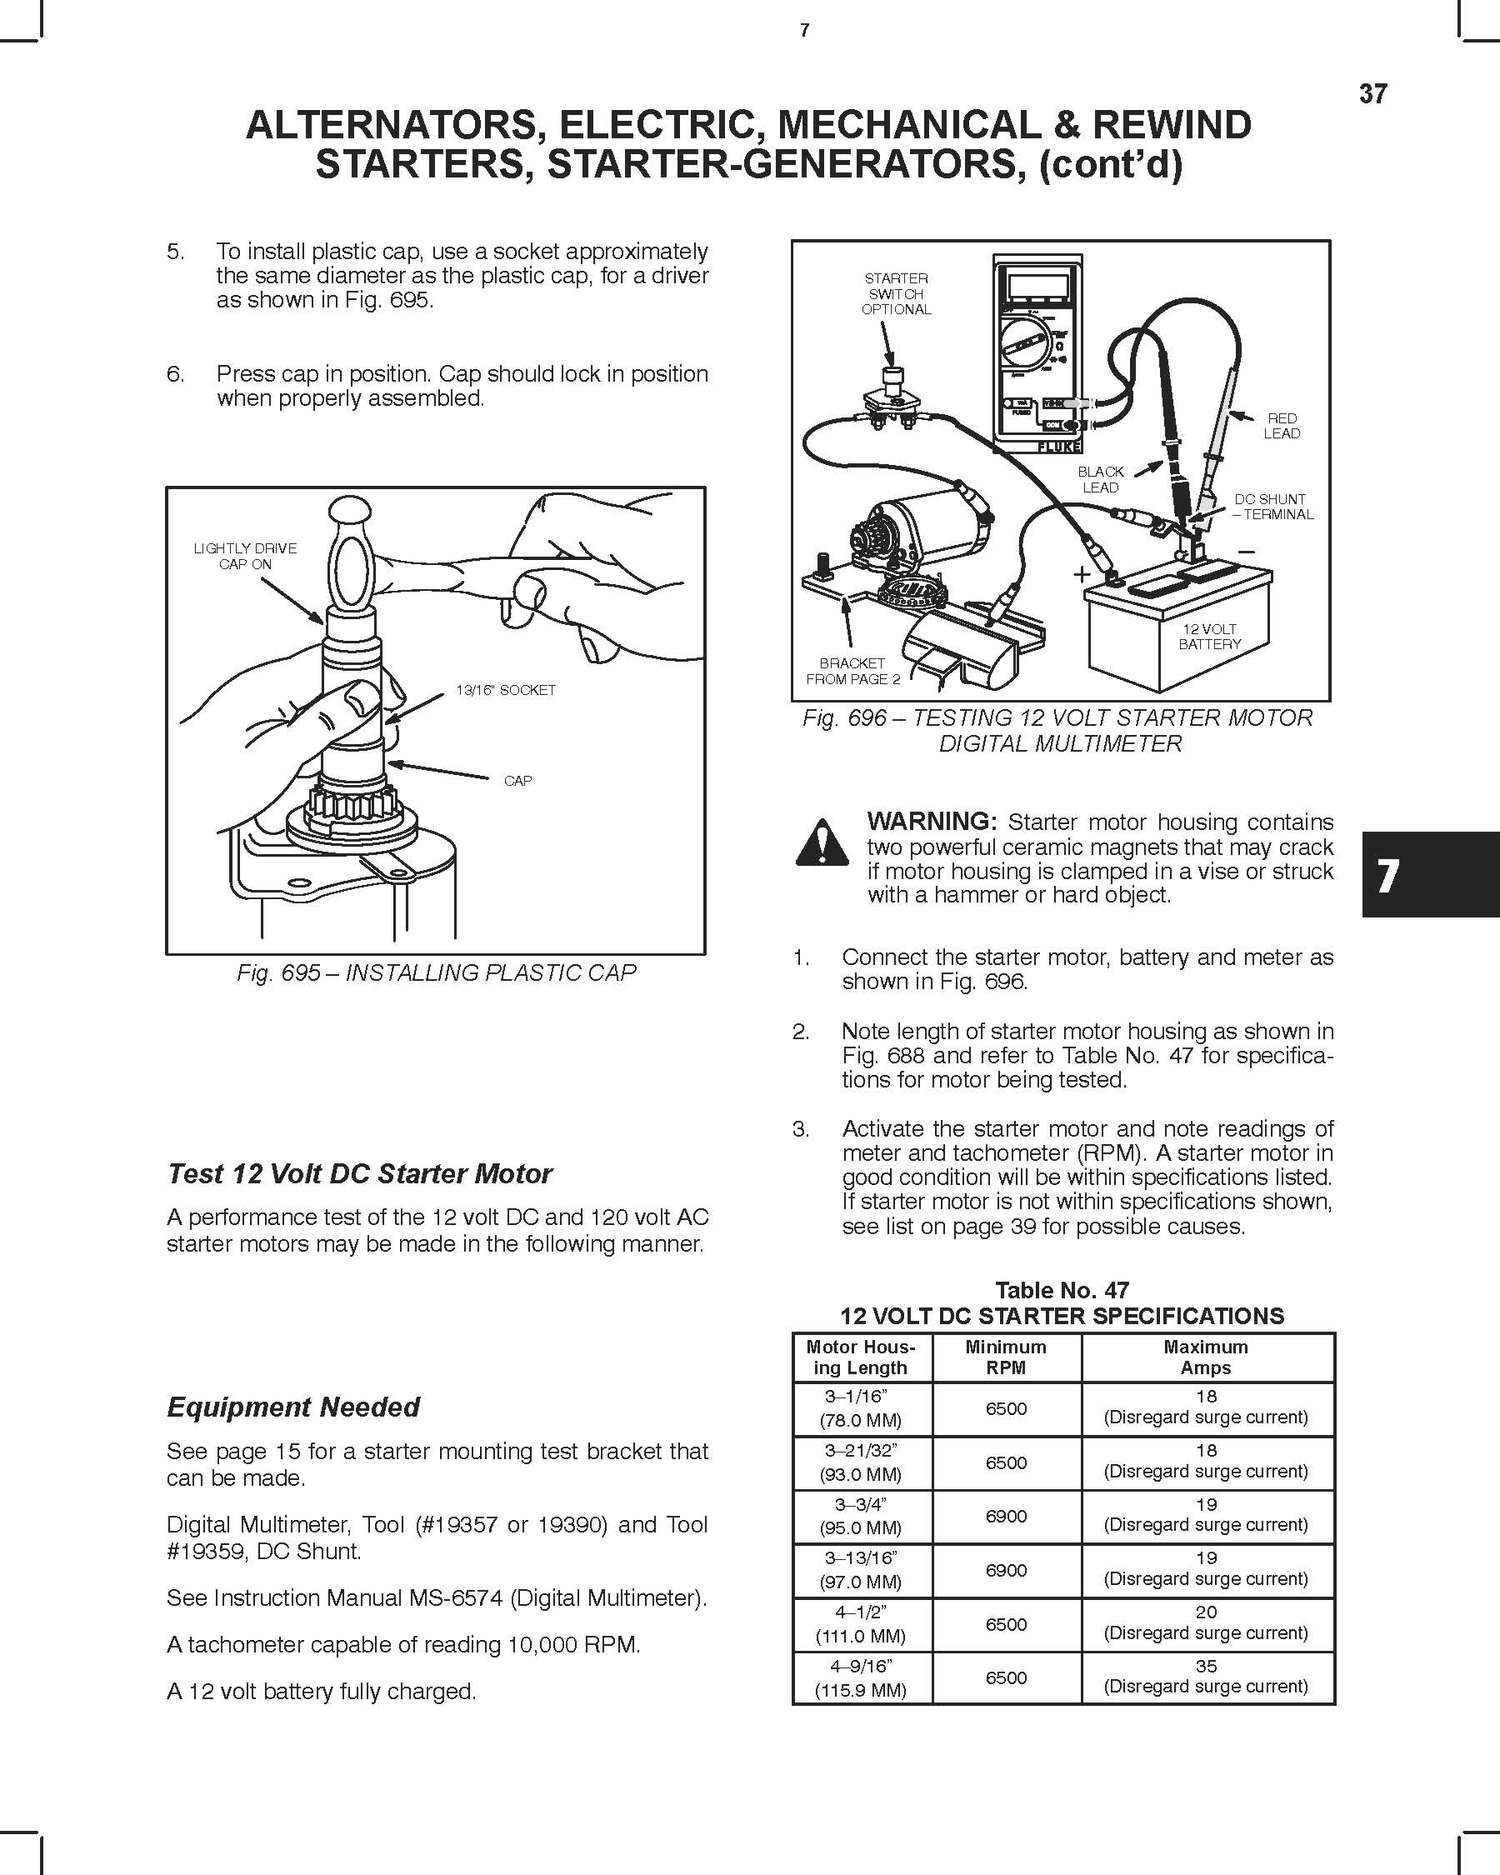 7
37
ALTERNATORS, ELECTRIC, MECHANICAL & REWIND
STARTERS, STARTER-GENERATORS, (cont’d)
5. To install plastic cap, use a socket approximately
the same diameter as the plastic cap, for a driver
as shown in Fig. 695.
6. Press cap in position. Cap should lock in position
when properly assembled.
LIGHTLY DRIVE
CAP ON
13/16" SOCKET
CAP
Fig. 695 – INSTALLING PLASTIC CAP
Test 12 Volt DC Starter Motor
A performance test of the 12 volt DC and 120 volt AC
starter motors may be made in the following manner.
Equipment Needed
See page 15 for a starter mounting test bracket that
can be made.
Digital Multimeter, Tool (#19357 or 19390) and Tool
#19359, DC Shunt.
See Instruction Manual MS-6574 (Digital Multimeter).
A tachometer capable of reading 10,000 RPM.
A 12 volt battery fully charged.
STARTER
SWITCH
OPTIONAL
FLUKE
RED
LEAD
BLACK
LEAD
DC SHUNT
– TERMINAL
+
–
12 VOLT
BATTERY
BRACKET
FROM PAGE 2
Fig. 696 – TESTING 12 VOLT STARTER MOTOR
DIGITAL MULTIMETER
WARNING: Starter motor housing contains
two powerful ceramic magnets that may crack
if motor housing is clamped in a vise or struck
with a hammer or hard object.
7
1. Connect the starter motor, battery and meter as
shown in Fig. 696.
2. Note length of starter motor housing as shown in
Fig. 688 and refer to Table No. 47 for specifica-
tions for motor being tested.
3. Activate the starter motor and note readings of
meter and tachometer (RPM). A starter motor in
good condition will be within specifications listed.
If starter motor is not within specifications shown,
see list on page 39 for possible causes.
Table No. 47
12 VOLT DC STARTER SPECIFICATIONS
Motor Hous- Minimum Maximum
ing Length RPM Amps
3–1/16” 6500 18
(78.0 MM) (Disregard surge current)
3–21/32” 6500 18
(93.0 MM) (Disregard surge current)
3–3/4” 6900 19
(95.0 MM) (Disregard surge current)
3–13/16” 6900 19
(97.0 MM) (Disregard surge current)
4–1/2” 6500 20
(111.0 MM) (Disregard surge current)
4–9/16” 6500 35
(115.9 MM) (Disregard surge current)